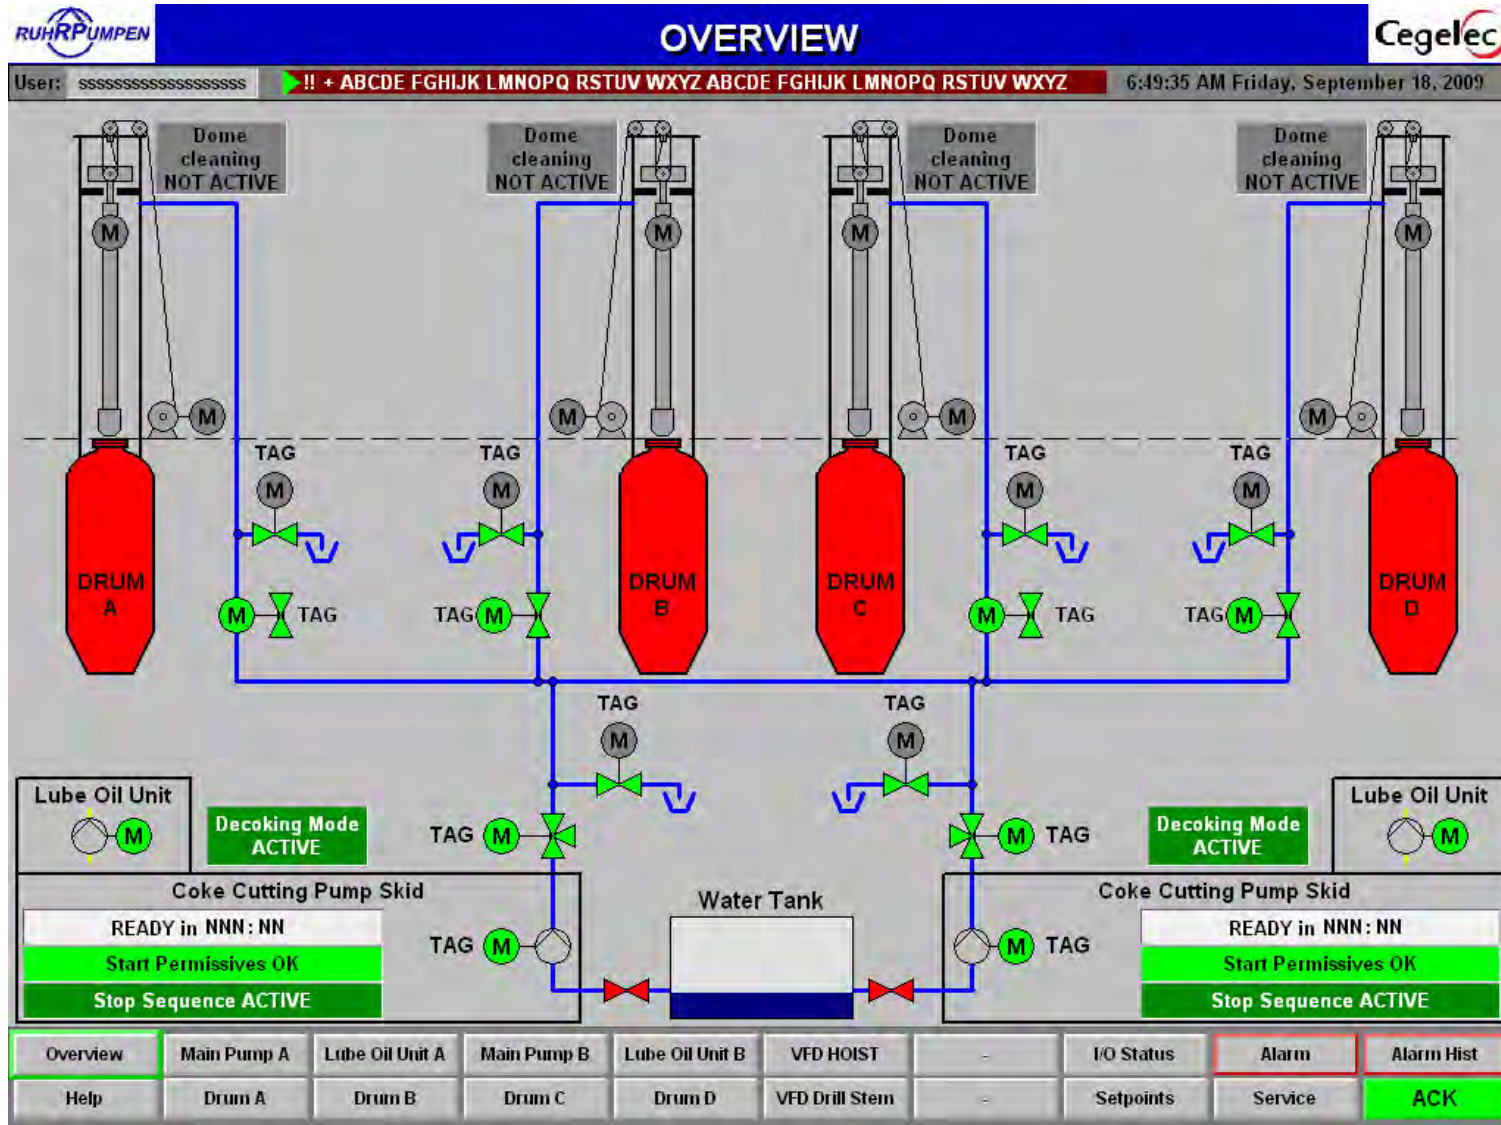 RUHRPUMPEN
OVERVIEW
Cegelec
User: sssssssssssssssssss
!! + ABCDE FGHIJK LMNOPQ RSTUV WXYZ ABCDE FGHIJK LMNOPQ RSTUV WXYZ
6:49:35 AM Friday, September 18, 2009
Dome
cleaning
NOT ACTIVE
Dome
cleaning
NOT ACTIVE
Dome
cleaning
NOT ACTIVE
Dome
cleaning
NOT ACTIVE
M M M M
M M M M
TAG TAG TAG TAG
M M M M
DRUM
A
DRUM
B
DRUM
C
DRUM
D
M TAG
TAG M
M TAG
TAG M
TAG TAG
M M
Lube Oil Unit
M
Decoking Mode
ACTIVE
TAG M
M TAG
Decoking Mode
ACTIVE
Lube Oil Unit
M
Coke Cutting Pump Skid
READY in NNN: NN
Start Permissives OK
Stop Sequence ACTIVE
TAG M
Water Tank
M TAG
Coke Cutting Pump Skid
READY in NNN: NN
Start Permissives OK
Stop Sequence ACTIVE
Overview Main Pump A Lube Oil Unit A Main Pump B Lube Oil Unit B VFD HOIST - I/O Status Alarm Alarm Hist
Help Drum A Drum B Drum C Drum D VFD Drill Stem - Setpoints Service ACK